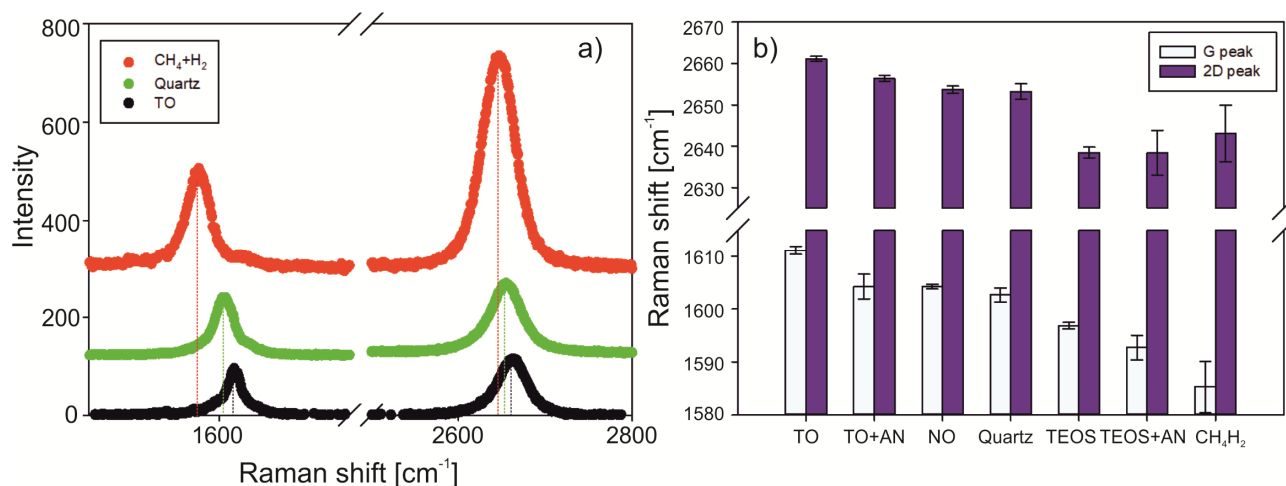 a)
CH₄+H₂
Quartz
TO
Intensity
800
600
400
200
0
1600
2600
2800
Raman shift [cm⁻¹]
b)
G peak
2D peak
Raman shift [cm⁻¹]
2670
2660
2650
2640
2630
1610
1600
1590
1580
TO
TO+AN
NO
Quartz
TEOS
TEOS+AN
CH₄H₂